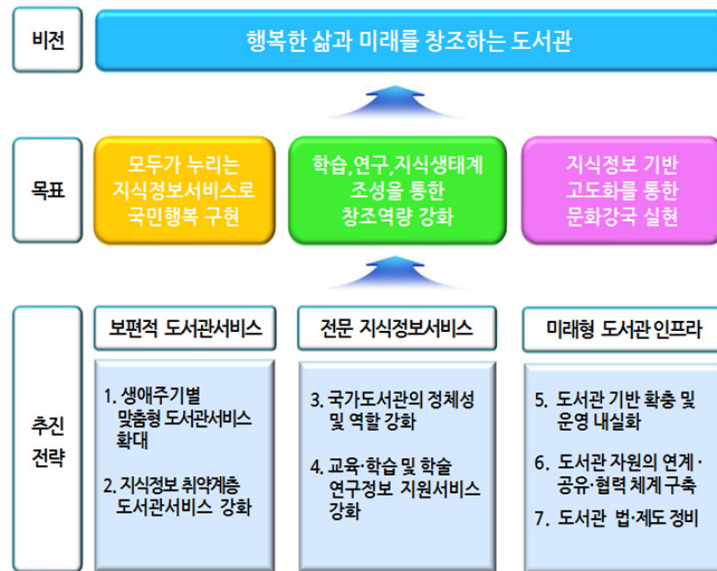 비전
행복한 삶과 미래를 창조하는 도서관
목표
모두가 누리는
지식정보서비스로
국민행복 구현
학습,연구,지식생태계
조성을 통한
창조역량 강화
지식정보 기반
고도화를 통한
문화강국 실현
추진
전략
보편적 도서관서비스
1. 생애주기별
맞춤형 도서관서비스
확대
2. 지식정보 취약계층
도서관서비스 강화
전문 지식정보서비스
3. 국가도서관의 정체성
및 역할 강화
4. 교육·학습 및 학술
연구정보 지원서비스
강화
미래형 도서관 인프라
5. 도서관 기반 확충 및
운영 내실화
6. 도서관 자원의 연계·
공유·협력 체계 구축
7. 도서관 법·제도 정비